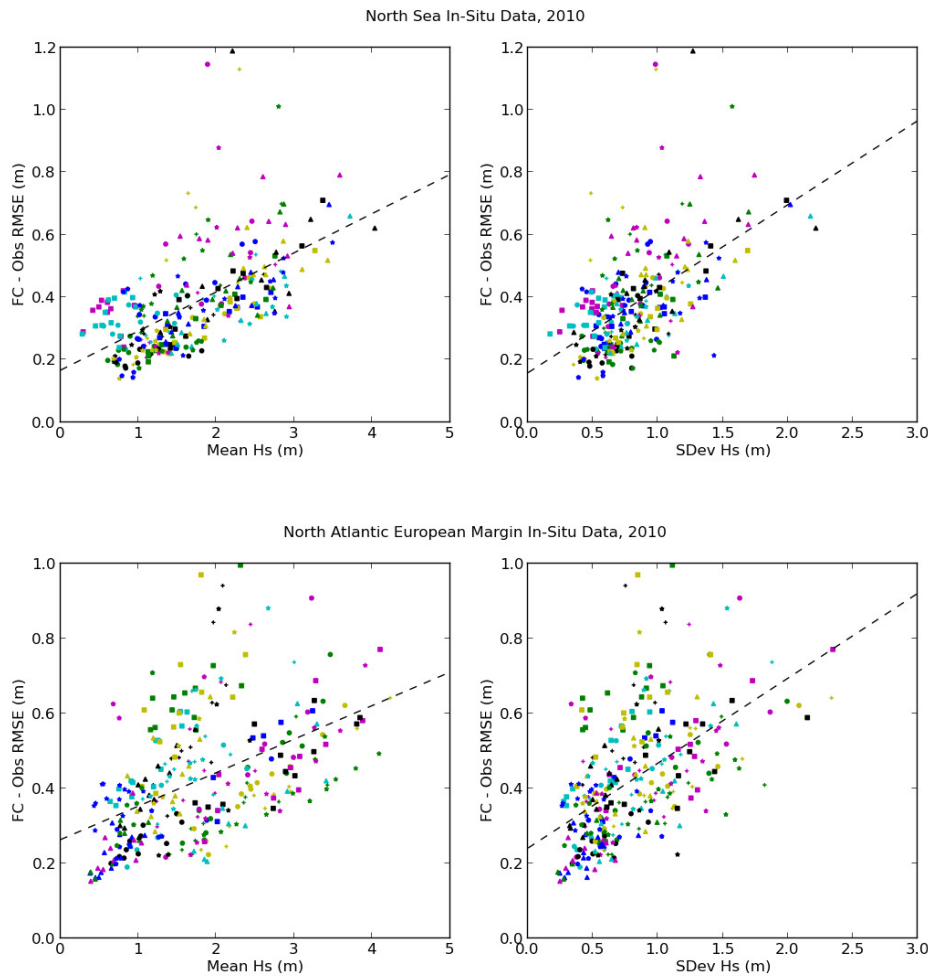 North Sea In-Situ Data, 2010
1.2
1.0
0.8
0.6
0.4
0.2
0.0
FC - Obs RMSE (m)
0 1 2 3 4 5
Mean Hs (m)
1.2
1.0
0.8
0.6
0.4
0.2
0.0
FC - Obs RMSE (m)
0.0 0.5 1.0 1.5 2.0 2.5 3.0
SDev Hs (m)
North Atlantic European Margin In-Situ Data, 2010
1.0
0.8
0.6
0.4
0.2
0.0
FC - Obs RMSE (m)
0 1 2 3 4 5
Mean Hs (m)
1.0
0.8
0.6
0.4
0.2
0.0
FC - Obs RMSE (m)
0.0 0.5 1.0 1.5 2.0 2.5 3.0
SDev Hs (m)